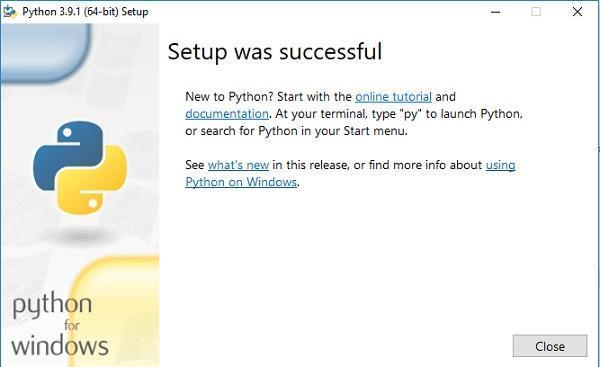 Python 3.9.1 (64-bit) Setup
Setup was successful
New to Python? Start with the online tutorial and
documentation. At your terminal, type "py" to launch Python,
or search for Python in your Start menu.
See what's new in this release, or find more info about using
Python on Windows.
python
for
windows
Close